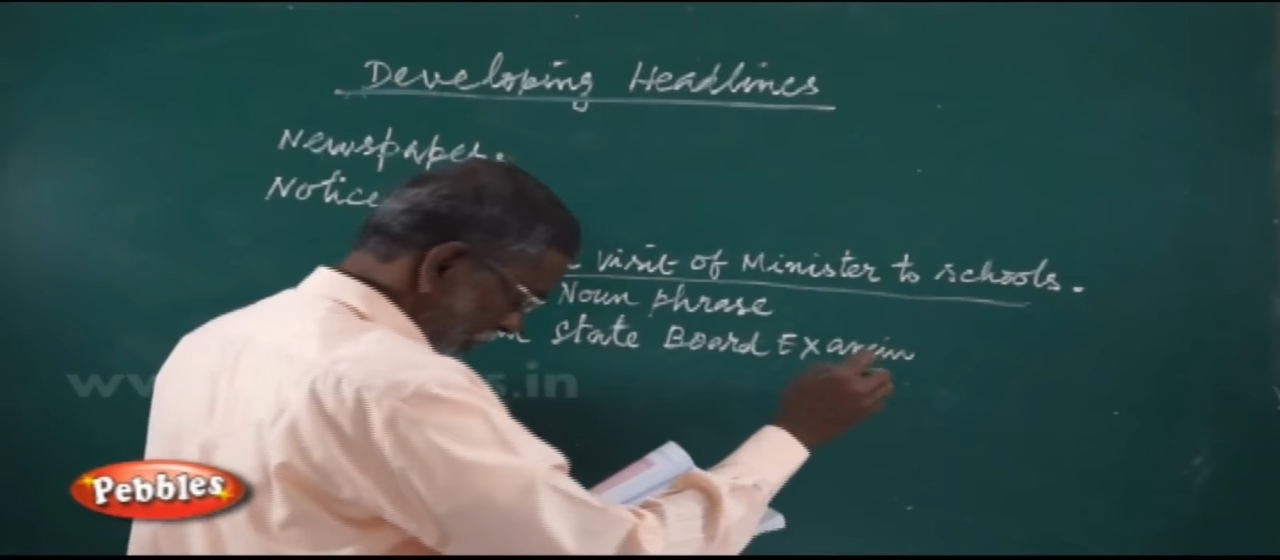 Developing Headlines
Newspaper.
Notice
visit of Minister to schools.
Noun phrase
State Board Examin
Pebbles